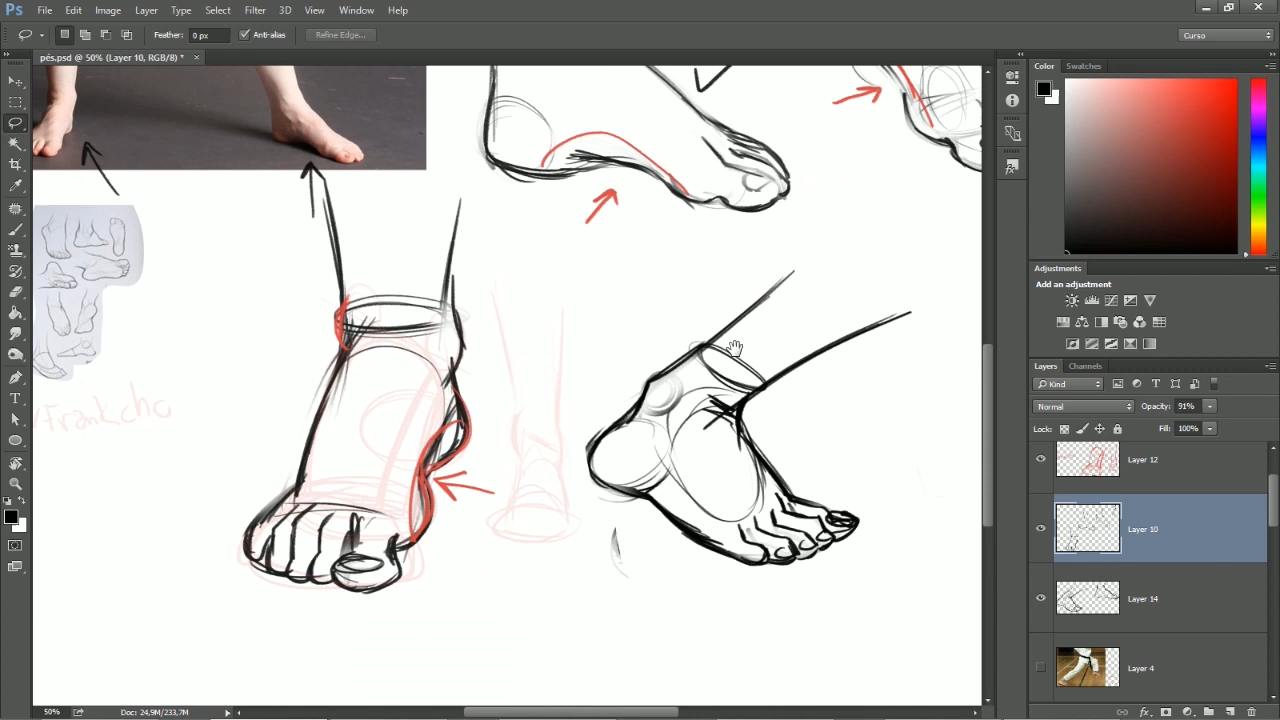 Ps File Edit Image Layer Type Select Filter 3D View Window Help
Feather: 0 px Anti-alias Refine Edge... Curso
pés.psd @ 50% (Layer 10, RGB/8) * ×
Color Swatches
Adjustments
Add an adjustment
Layers Channels
Kind
Normal Opacity: 91%
Lock: Fill: 100%
Layer 12
Layer 10
Layer 14
Layer 4
/Frankcho
50% Doc: 24,9M/233,7M
fx